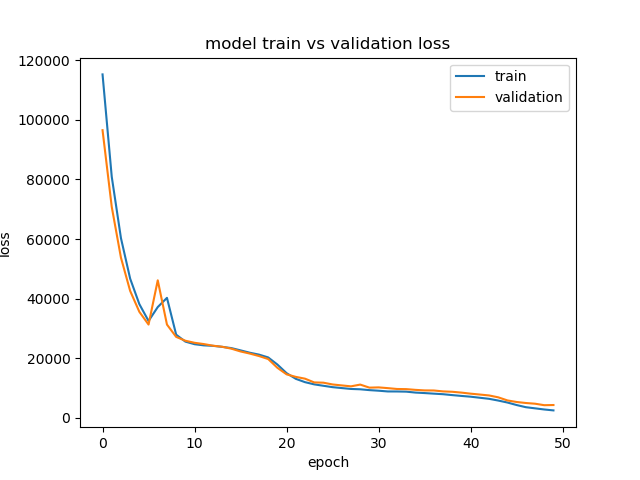 model train vs validation loss
train
validation
120000
100000
80000
60000
40000
20000
0
loss
0 10 20 30 40 50
epoch